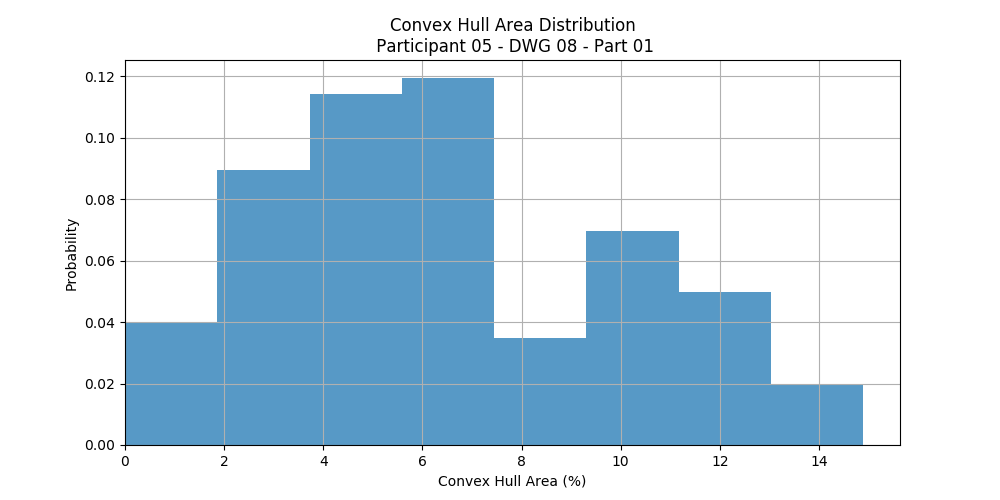 Convex Hull Area Distribution
Participant 05 - DWG 08 - Part 01
Probability
0.12
0.10
0.08
0.06
0.04
0.02
0.00
0 2 4 6 8 10 12 14
Convex Hull Area (%)